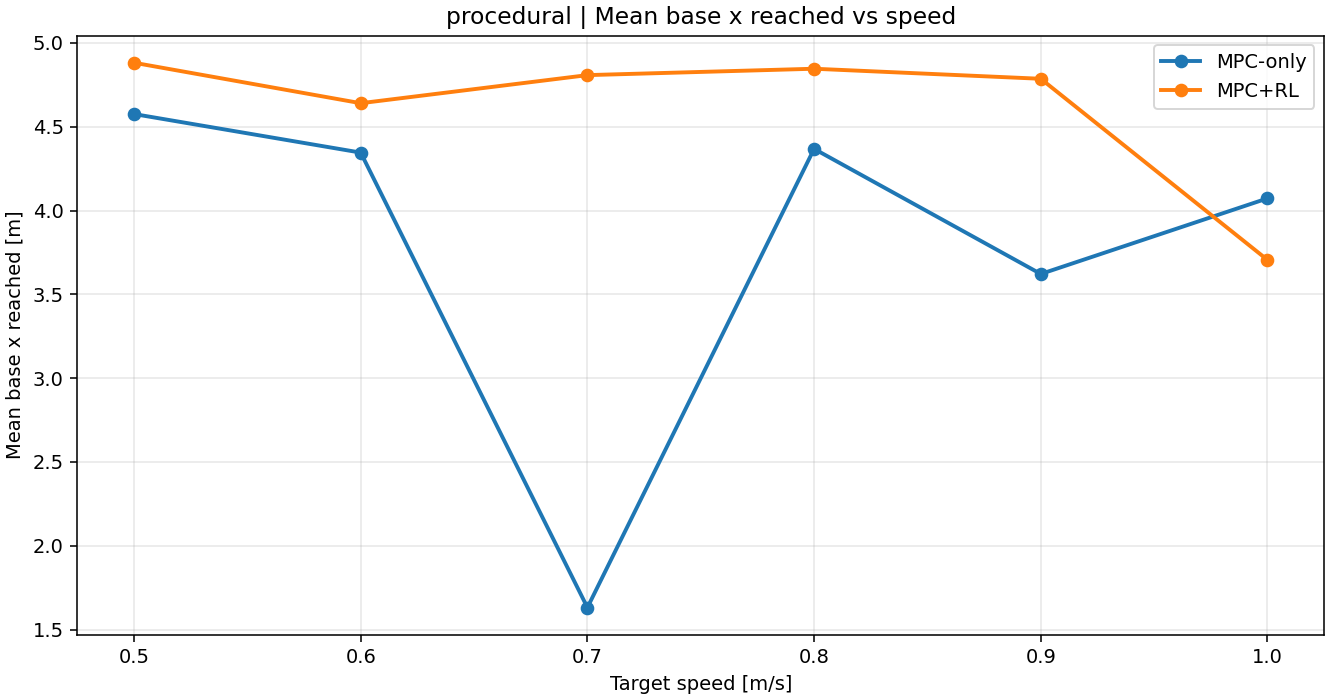 procedural | Mean base x reached vs speed
MPC-only
MPC+RL
Mean base x reached [m]
5.0
4.5
4.0
3.5
3.0
2.5
2.0
1.5
0.5 0.6 0.7 0.8 0.9 1.0
Target speed [m/s]